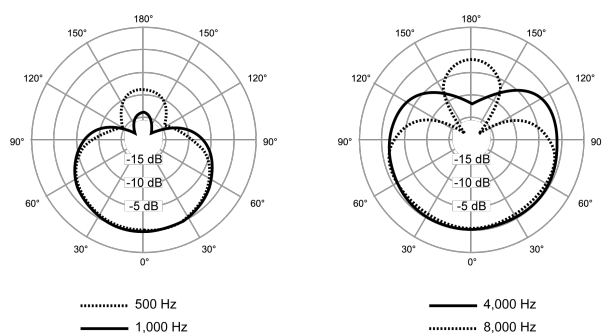 180°
150° 150°
120° 120°
90° 90°
-15 dB
-10 dB
60° 60°
-5 dB
30° 30°
0°
500 Hz
1,000 Hz
180°
150° 150°
120° 120°
90° 90°
-15 dB
-10 dB
60° 60°
-5 dB
30° 30°
0°
4,000 Hz
8,000 Hz